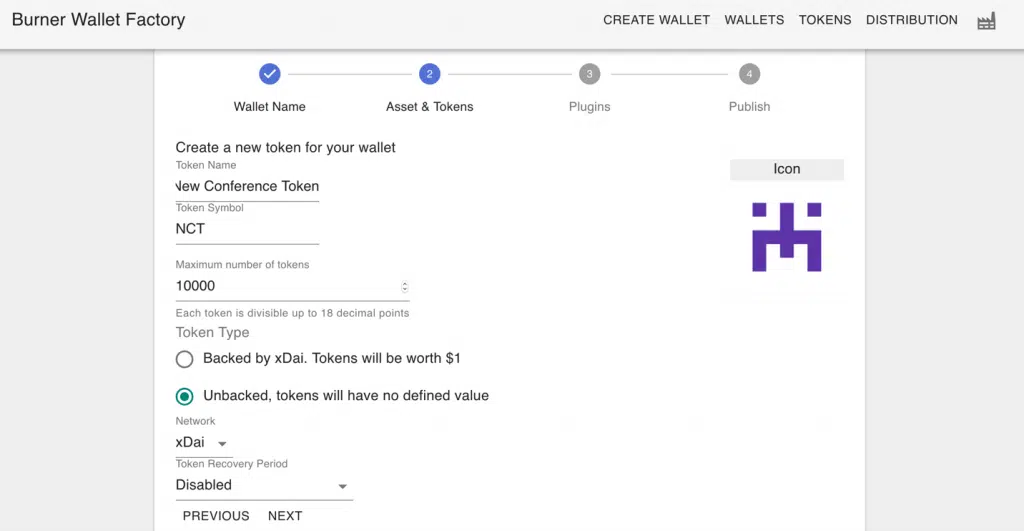 Burner Wallet Factory
CREATE WALLET WALLETS TOKENS DISTRIBUTION
2 3 4
Wallet Name Asset & Tokens Plugins Publish
Create a new token for your wallet
Token Name
Icon
New Conference Token
Token Symbol
NCT
Maximum number of tokens
10000
Each token is divisible up to 18 decimal points
Token Type
Backed by xDai. Tokens will be worth $1
Unbacked, tokens will have no defined value
Network
xDai
Token Recovery Period
Disabled
PREVIOUS NEXT